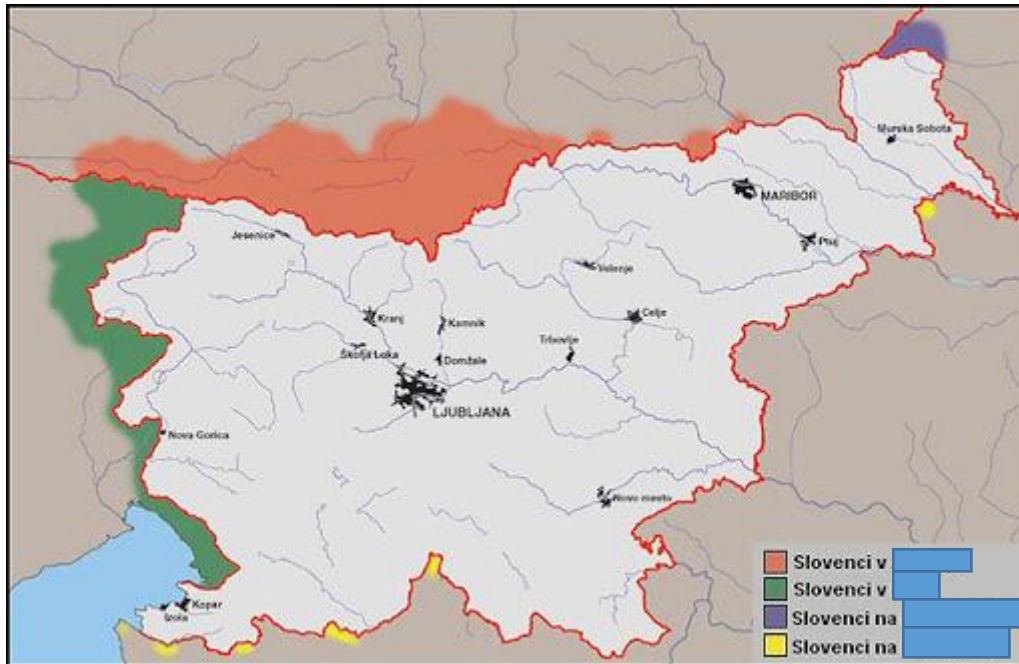 Murska Sobota
MARIBOR
Ptuj
Jesenice
Velenje
Kranj
Kamnik
Celje
Trbovlje
Škofja Loka
Domžale
LJUBLJANA
Nova Gorica
Novo mesto
Koper
Izola
Slovenci v
Slovenci v
Slovenci na
Slovenci na